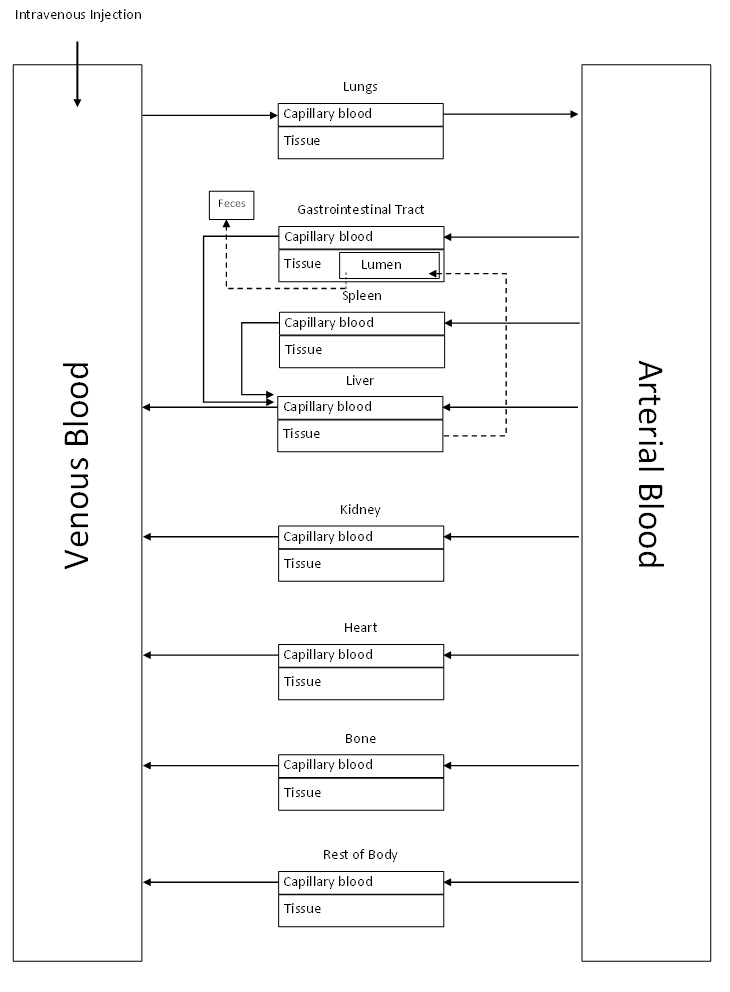 Intravenous Injection
Lungs
Capillary blood
Tissue
Feces
Gastrointestinal Tract
Capillary blood
Tissue
Lumen
Spleen
Capillary blood
Tissue
Liver
Capillary blood
Tissue
Venous Blood
Arterial Blood
Kidney
Capillary blood
Tissue
Heart
Capillary blood
Tissue
Bone
Capillary blood
Tissue
Rest of Body
Capillary blood
Tissue